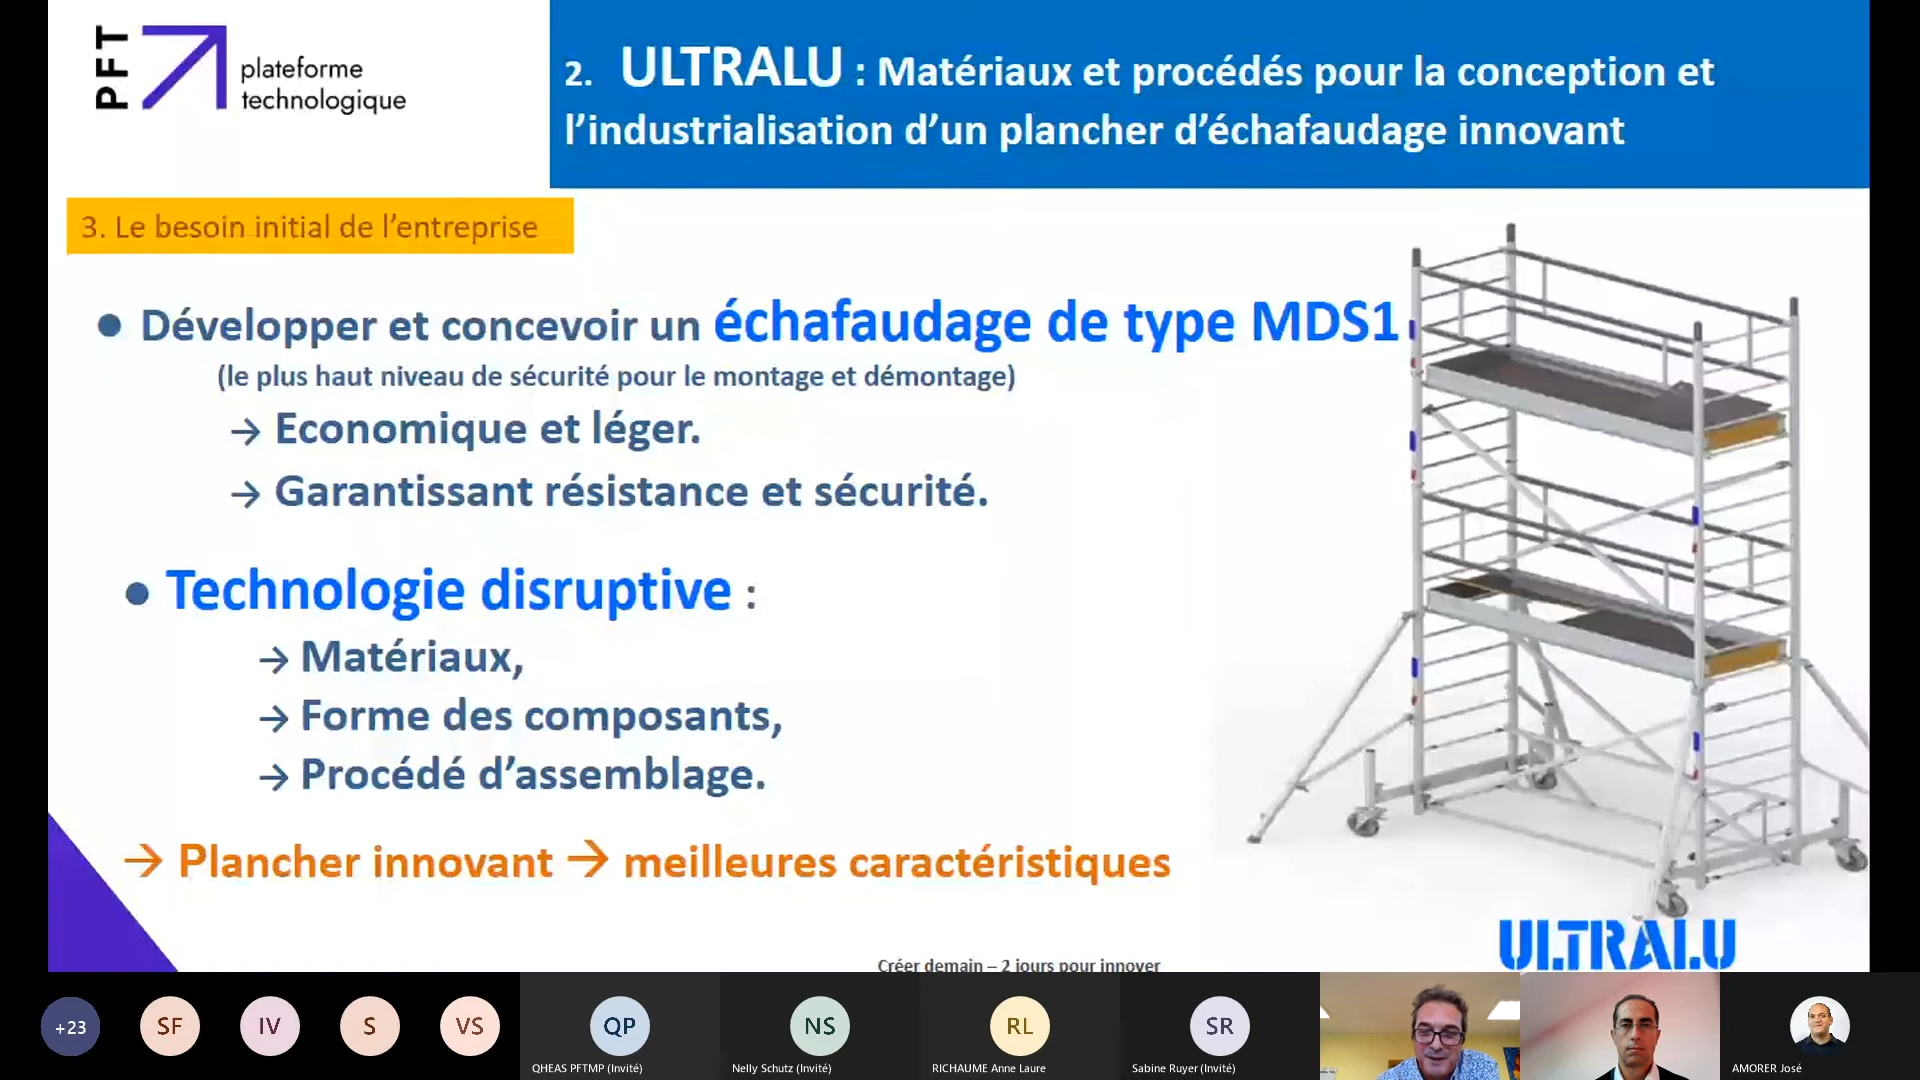 PFT
plateforme
technologique
2. ULTRALU : Matériaux et procédés pour la conception et
l’industrialisation d’un plancher d’échafaudage innovant
3. Le besoin initial de l’entreprise
● Développer et concevoir un échafaudage de type MDS1
(le plus haut niveau de sécurité pour le montage et démontage)
→ Economique et léger.
→ Garantissant résistance et sécurité.
● Technologie disruptive :
→ Matériaux,
→ Forme des composants,
→ Procédé d’assemblage.
→ Plancher innovant → meilleures caractéristiques
ULTRALU
Créer demain – 2 jours pour innover
+23
SF
IV
S
VS
QP
NS
RL
SR
QHEAS PFTMP (Invité)
Nelly Schutz (Invité)
RICHAUME Anne Laure
Sabine Ruyer (Invité)
AMORER José